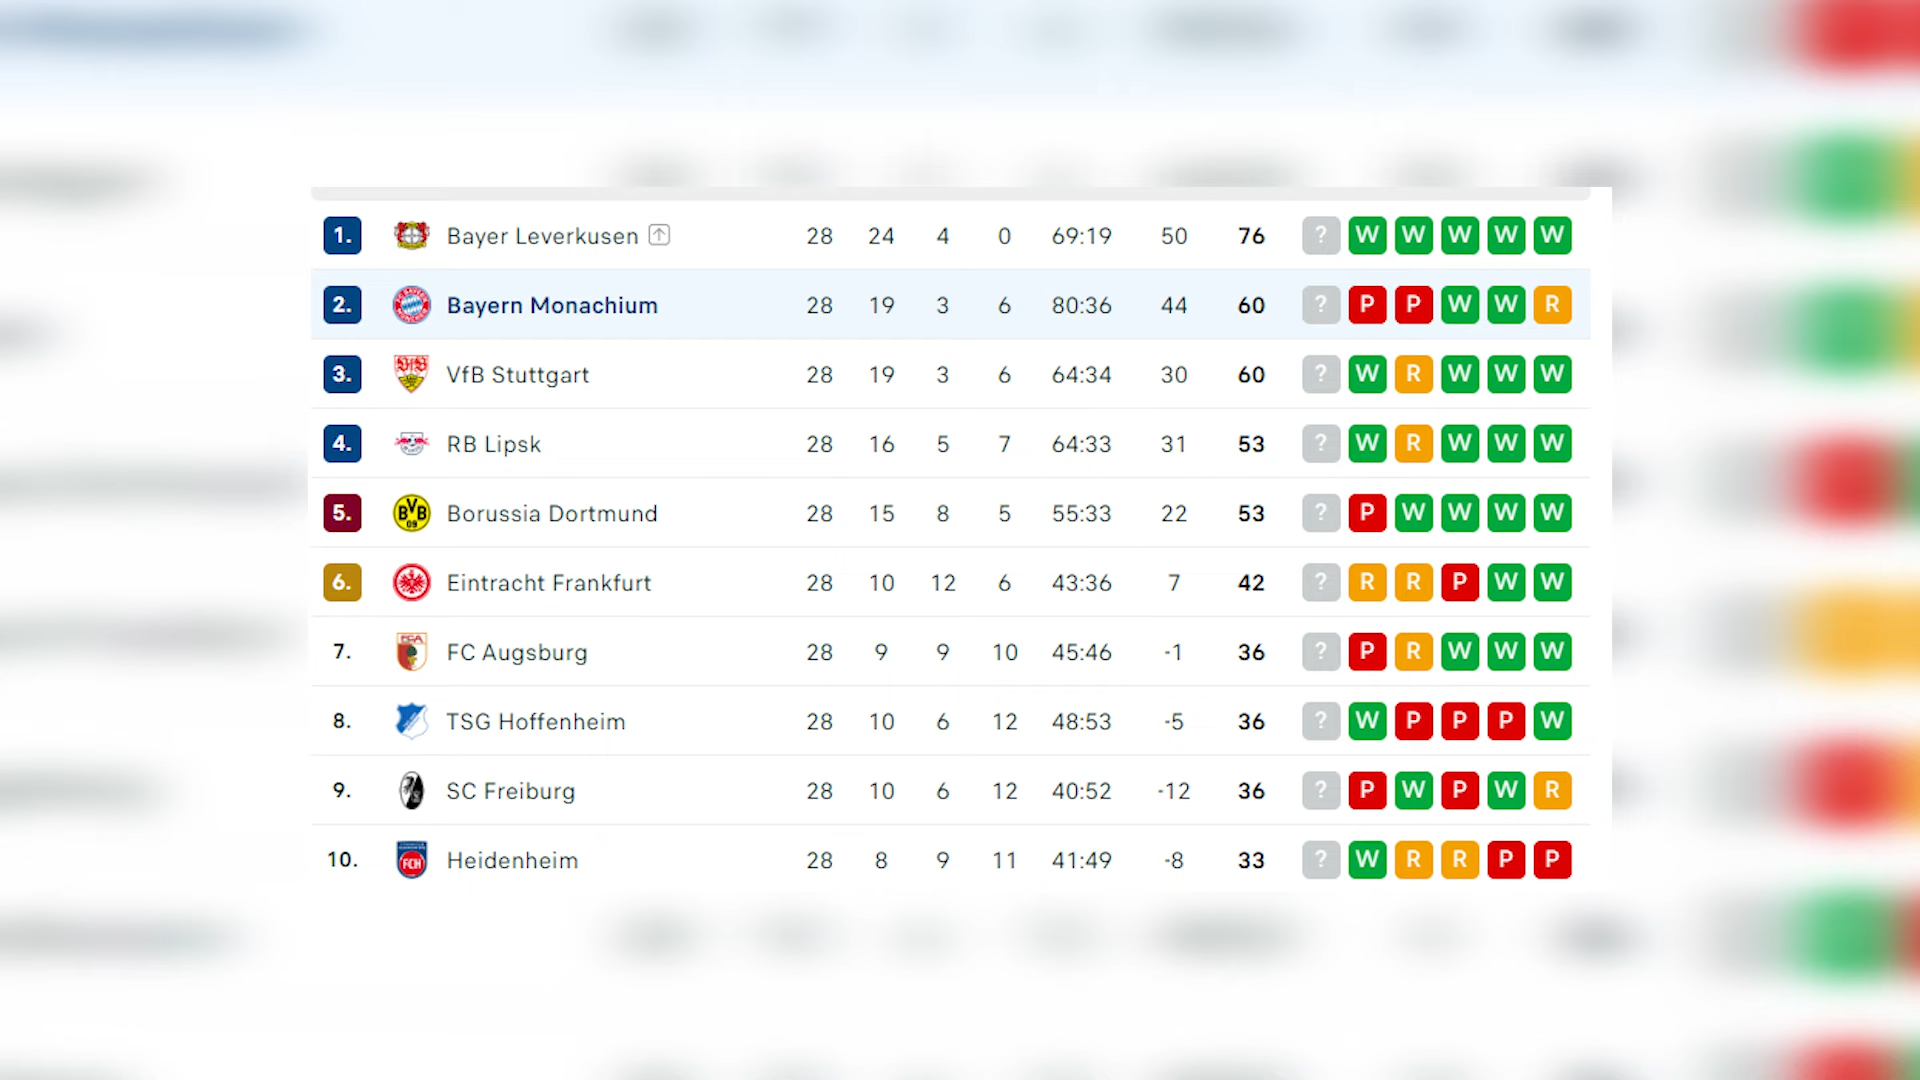 1. Bayer Leverkusen 28 24 4 0 69:19 50 76 ? W W W W W
2. Bayern Monachium 28 19 3 6 80:36 44 60 ? P P W W R
3. VfB Stuttgart 28 19 3 6 64:34 30 60 ? W R W W W
4. RB Lipsk 28 16 5 7 64:33 31 53 ? W R W W W
5. BVB 09 Borussia Dortmund 28 15 8 5 55:33 22 53 ? P W W W W
6. Eintracht Frankfurt 28 10 12 6 43:36 7 42 ? R R P W W
7. FCA FC Augsburg 28 9 9 10 45:46 -1 36 ? P R W W W
8. TSG Hoffenheim 28 10 6 12 48:53 -5 36 ? W P P P W
9. SC Freiburg 28 10 6 12 40:52 -12 36 ? P W P W R
10. FCH Heidenheim 28 8 9 11 41:49 -8 33 ? W R R P P